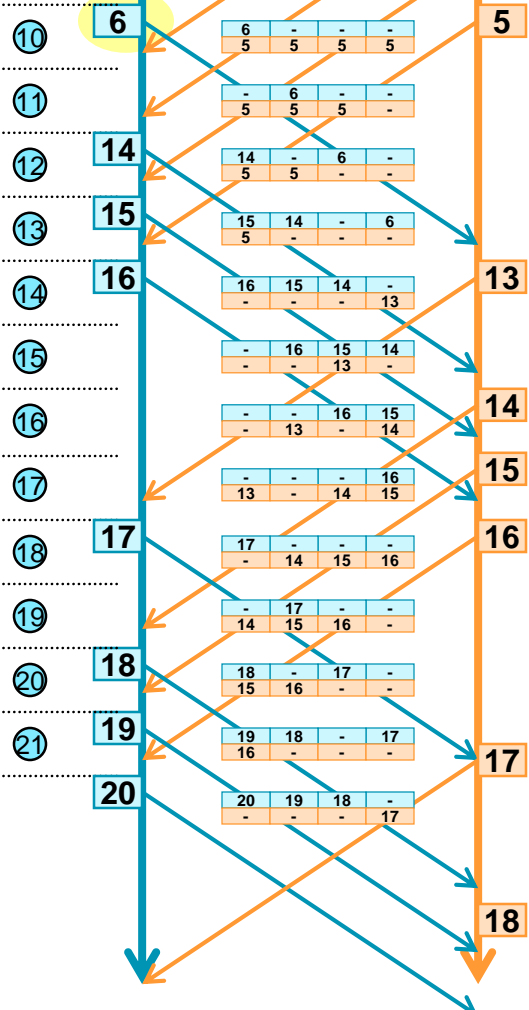 6 5
⑩ 6 - - -
5 5 5 5
⑪ - 6 - -
5 5 5 -
14
⑫ 14 - 6 -
5 5 - -
15
⑬ 15 14 - 6
5 - - -
16 13
⑭ 16 15 14 -
- - - 13
⑮ - 16 15 14
- - 13 -
14
⑯ - - 16 15
- 13 - 14
15
⑰ - - - 16
13 - 14 15
17 16
⑱ 17 - - -
- 14 15 16
⑲ - 17 - -
14 15 16 -
18
⑳ 18 - 17 -
15 16 - -
19
㉑ 19 18 - 17
16 - - -
17
20
20 19 18 -
- - - 17
18